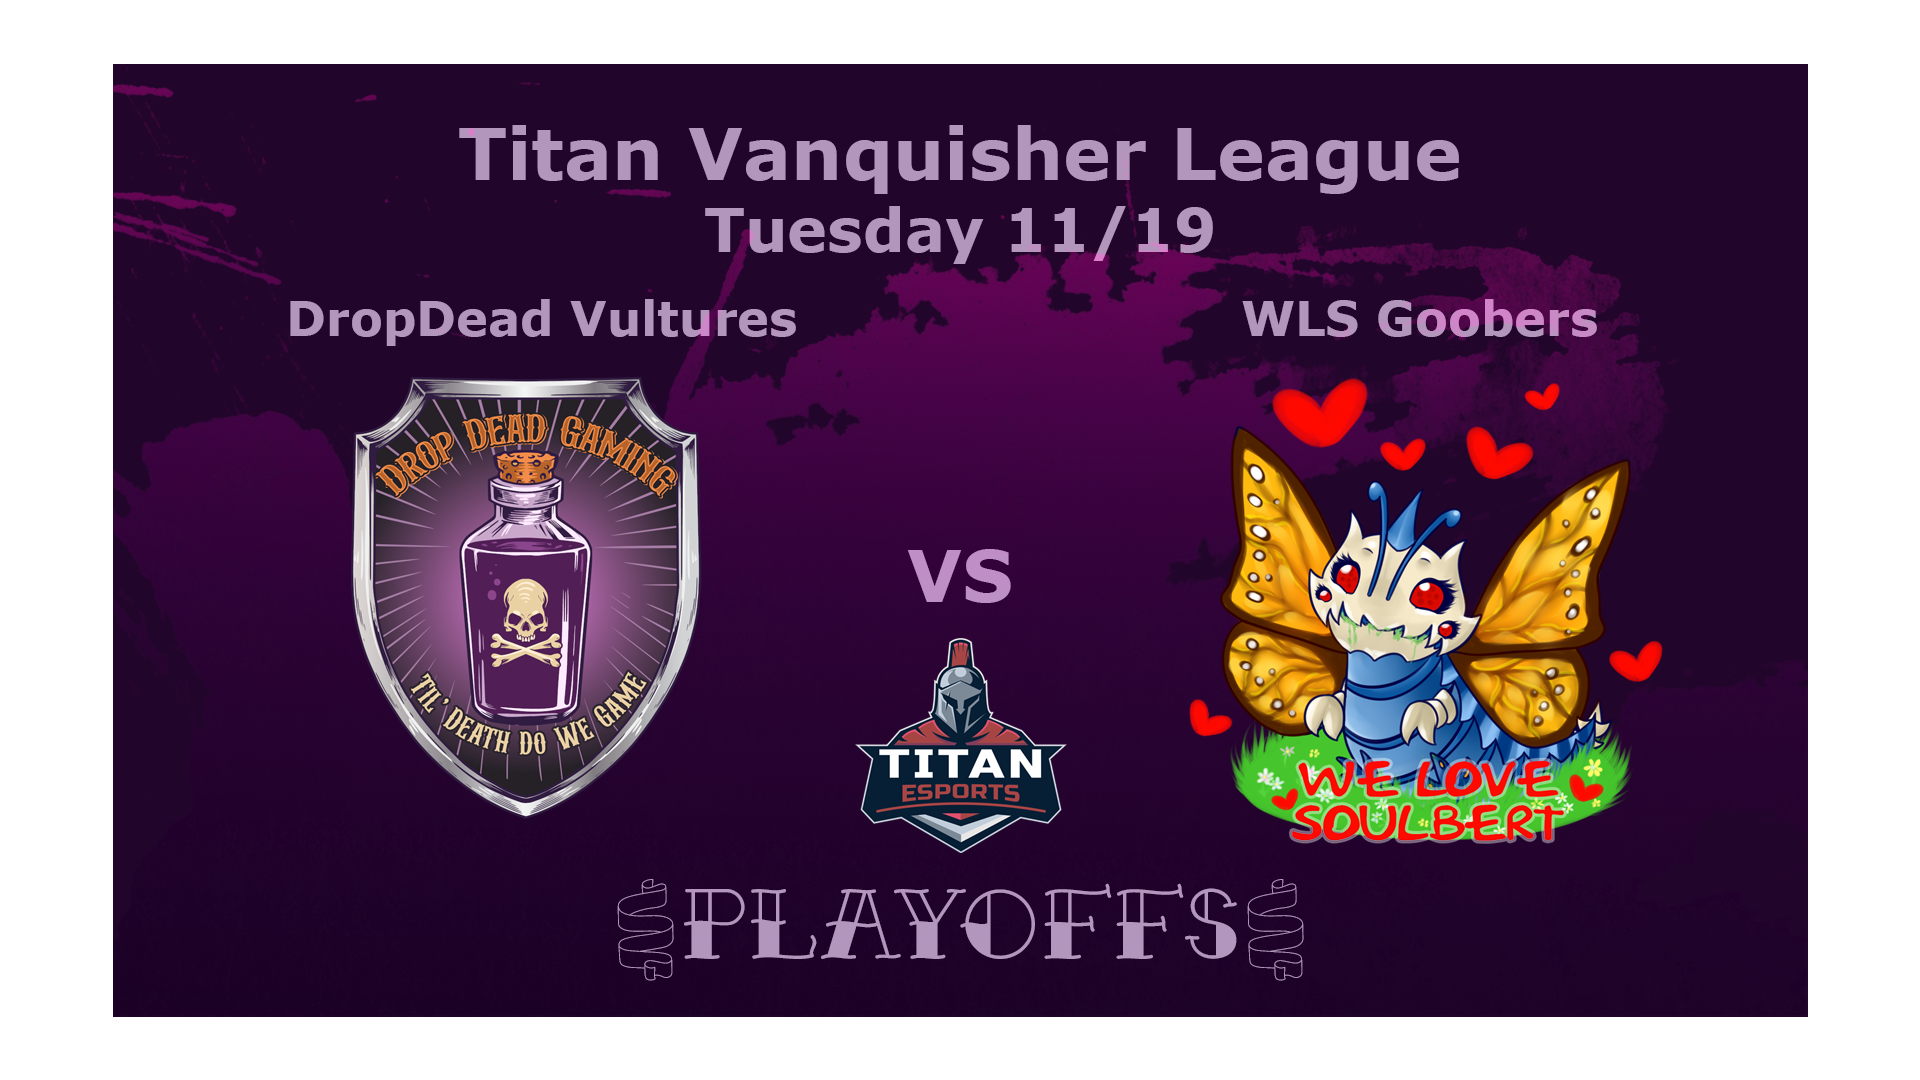 Titan Vanquisher League
Tuesday 11/19
DropDead Vultures
WLS Goobers
DROP DEAD GAMING
TIL' DEATH DO WE GAME
VS
TITAN
ESPORTS
WE LOVE
SOULBERT
PLAYOFFS